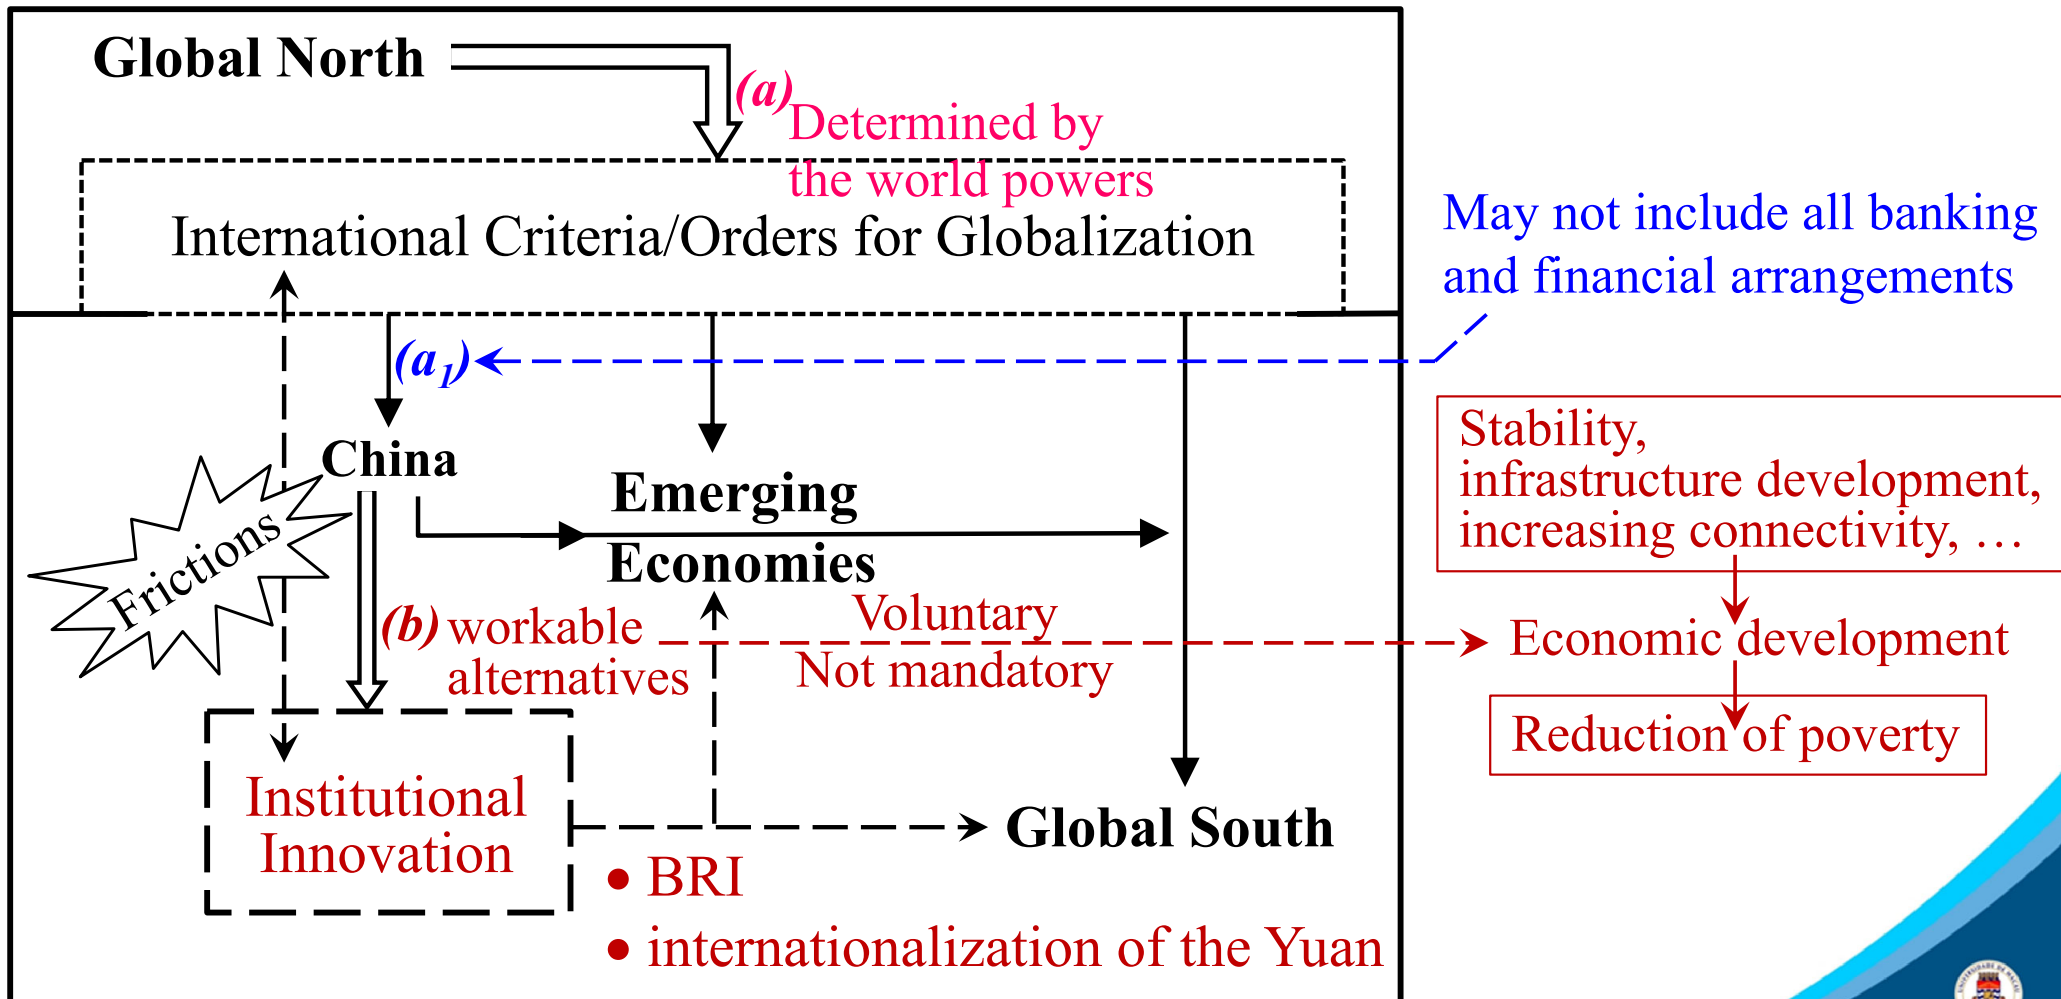 Global North
(a)
Determined by
the world powers
International Criteria/Orders for Globalization
May not include all banking
and financial arrangements
(a1)
China
Emerging
Economies
Frictions
Stability,
infrastructure development,
increasing connectivity, …
(b) workable
alternatives
Voluntary
Not mandatory
Economic development
Reduction of poverty
Institutional
Innovation
Global South
• BRI
• internationalization of the Yuan